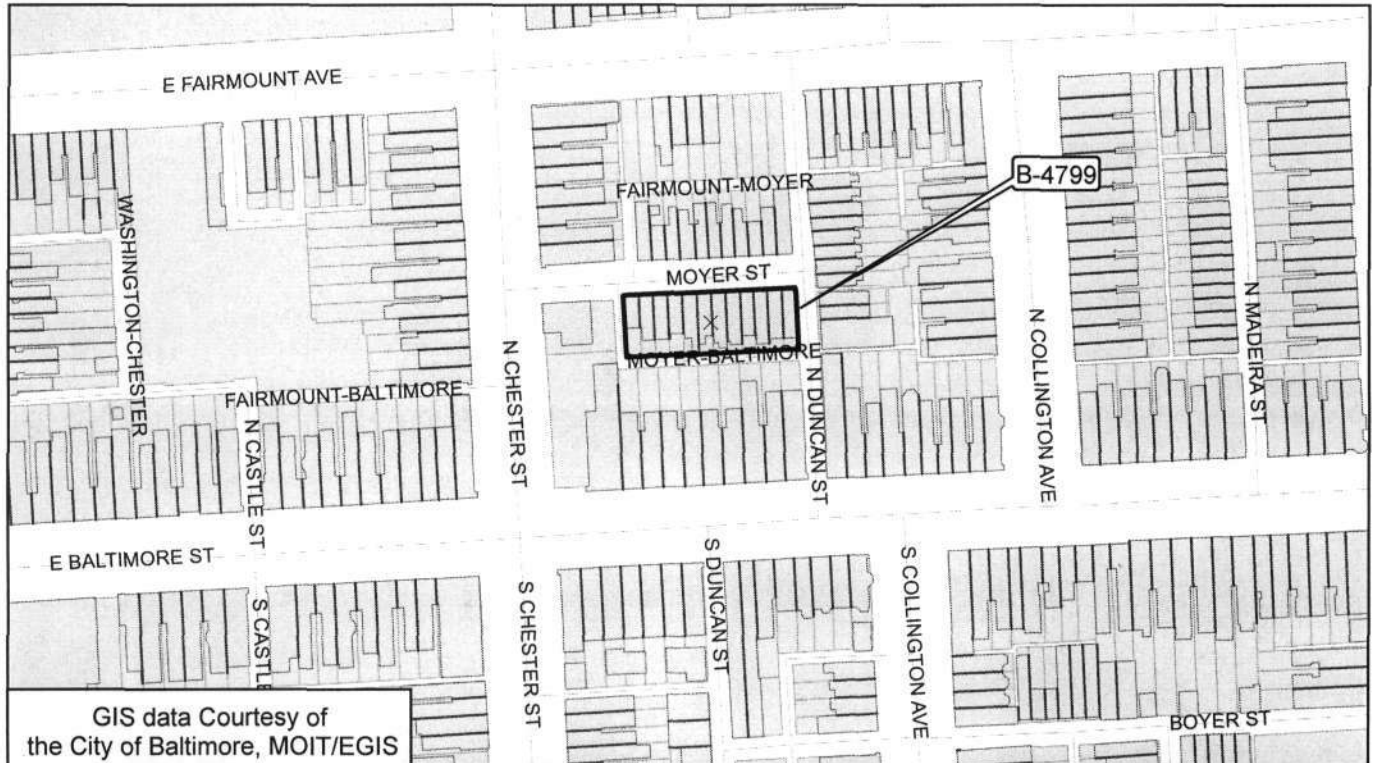 E FAIRMOUNT AVE
B-4799
FAIRMOUNT-MOYER
WASHINGTON-CHESTER
MOYER ST
N MADEIRA ST
N COLLINGTON AVE
N CHESTER ST
MOYER-BALTIMORE
N DUNCAN ST
FAIRMOUNT-BALTIMORE
N CASTLE ST
E BALTIMORE ST
S DUNCAN ST
S COLLINGTON AVE
S CHESTER ST
S CASTLE
BOYER ST
GIS data Courtesy of
the City of Baltimore, MOIT/EGIS